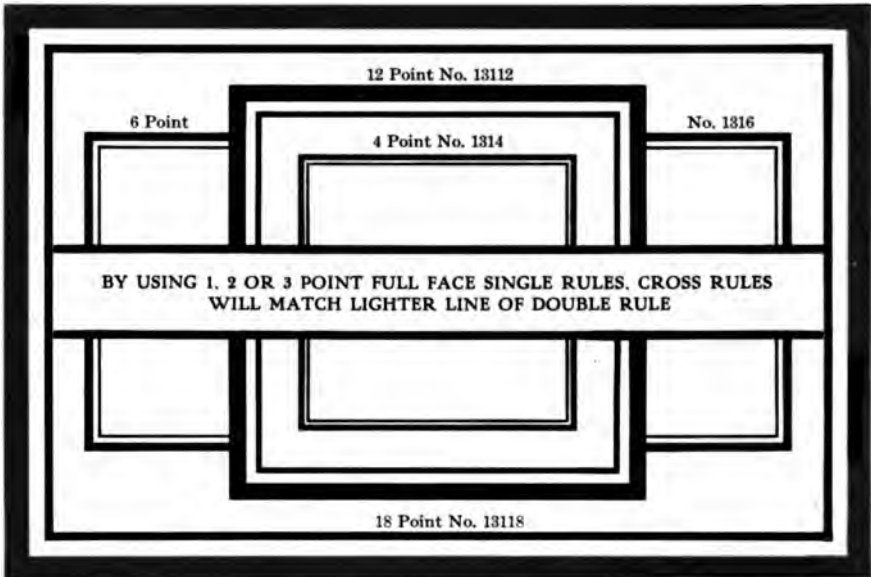 12 Point No. 13112
6 Point
No. 1316
4 Point No. 1314
BY USING 1, 2 OR 3 POINT FULL FACE SINGLE RULES, CROSS RULES
WILL MATCH LIGHTER LINE OF DOUBLE RULE
18 Point No. 13118